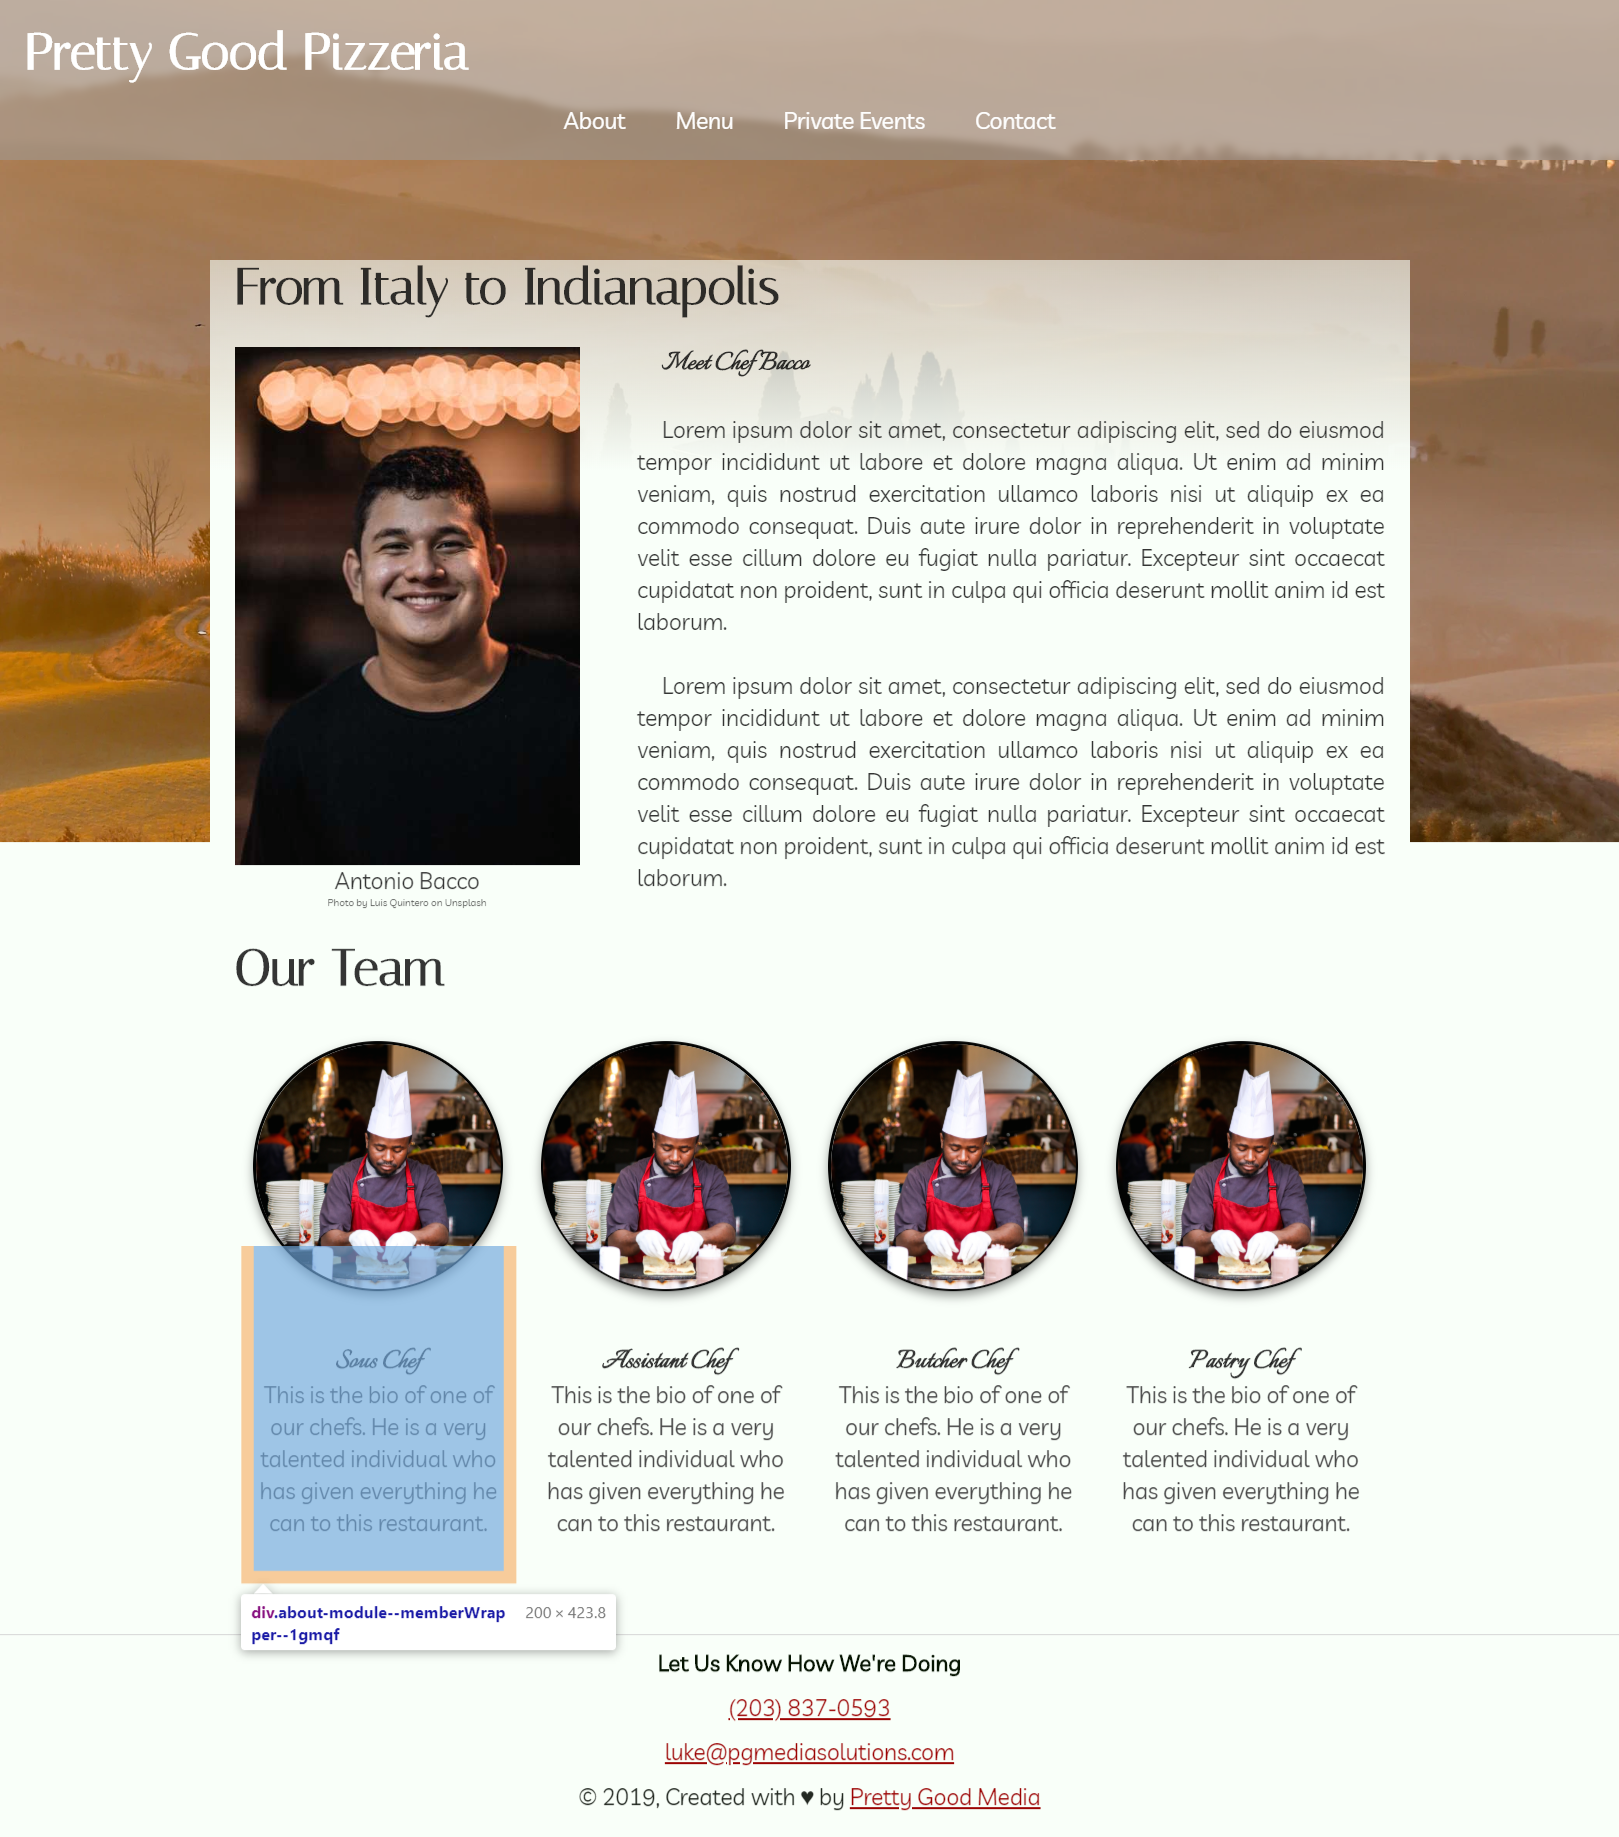 Pretty Good Pizzeria
About Menu Private Events Contact
From Italy to Indianapolis
Meet Chef Bacco
Lorem ipsum dolor sit amet, consectetur adipiscing elit, sed do eiusmod
tempor incididunt ut labore et dolore magna aliqua. Ut enim ad minim
veniam, quis nostrud exercitation ullamco laboris nisi ut aliquip ex ea
commodo consequat. Duis aute irure dolor in reprehenderit in voluptate
velit esse cillum dolore eu fugiat nulla pariatur. Excepteur sint occaecat
cupidatat non proident, sunt in culpa qui officia deserunt mollit anim id est
laborum.
Lorem ipsum dolor sit amet, consectetur adipiscing elit, sed do eiusmod
tempor incididunt ut labore et dolore magna aliqua. Ut enim ad minim
veniam, quis nostrud exercitation ullamco laboris nisi ut aliquip ex ea
commodo consequat. Duis aute irure dolor in reprehenderit in voluptate
velit esse cillum dolore eu fugiat nulla pariatur. Excepteur sint occaecat
cupidatat non proident, sunt in culpa qui officia deserunt mollit anim id est
laborum.
Antonio Bacco
Photo by Luis Quintero on Unsplash
Our Team
Sous Chef
This is the bio of one of
our chefs. He is a very
talented individual who
has given everything he
can to this restaurant.
Assistant Chef
This is the bio of one of
our chefs. He is a very
talented individual who
has given everything he
can to this restaurant.
Butcher Chef
This is the bio of one of
our chefs. He is a very
talented individual who
has given everything he
can to this restaurant.
Pastry Chef
This is the bio of one of
our chefs. He is a very
talented individual who
has given everything he
can to this restaurant.
div.about-module--memberWrap 200 × 423.8
per--1gmqf
Let Us Know How We're Doing
(203) 837-0593
luke@pgmediasolutions.com
© 2019, Created with ♥ by Pretty Good Media